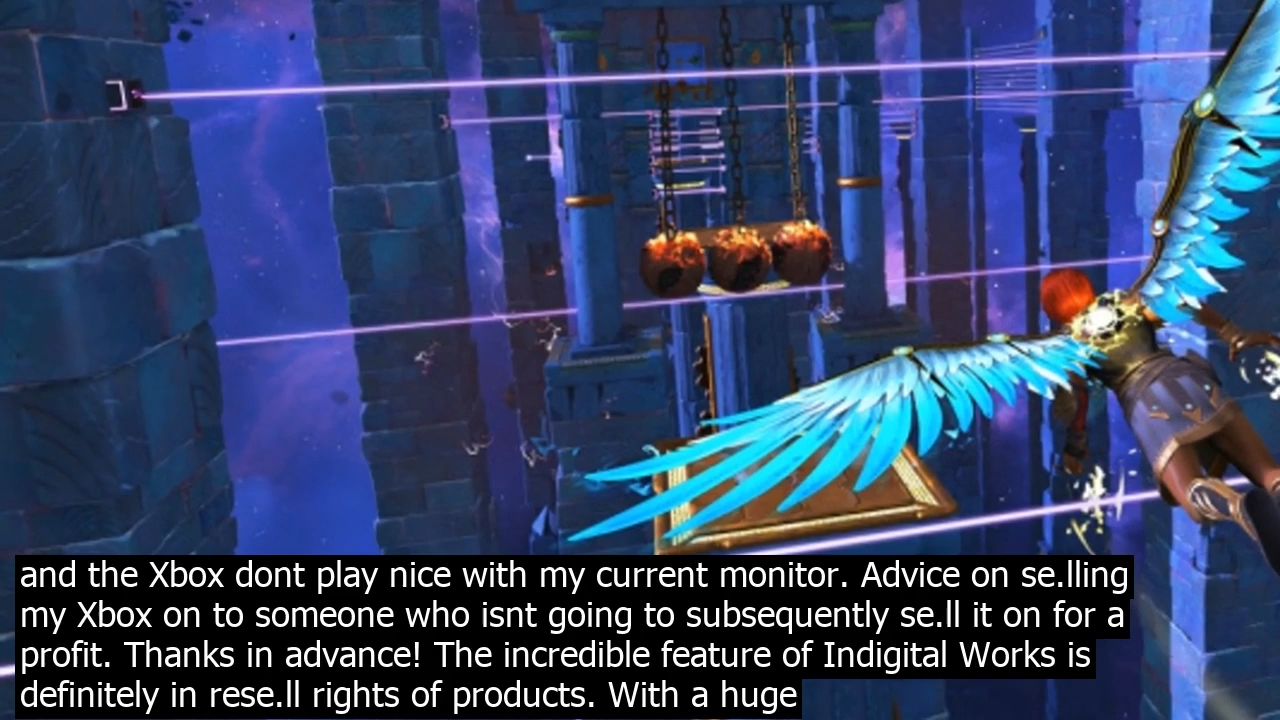 and the Xbox dont play nice with my current monitor. Advice on se.lling
my Xbox on to someone who isnt going to subsequently se.ll it on for a
profit. Thanks in advance! The incredible feature of Indigital Works is
definitely in rese.ll rights of products. With a huge